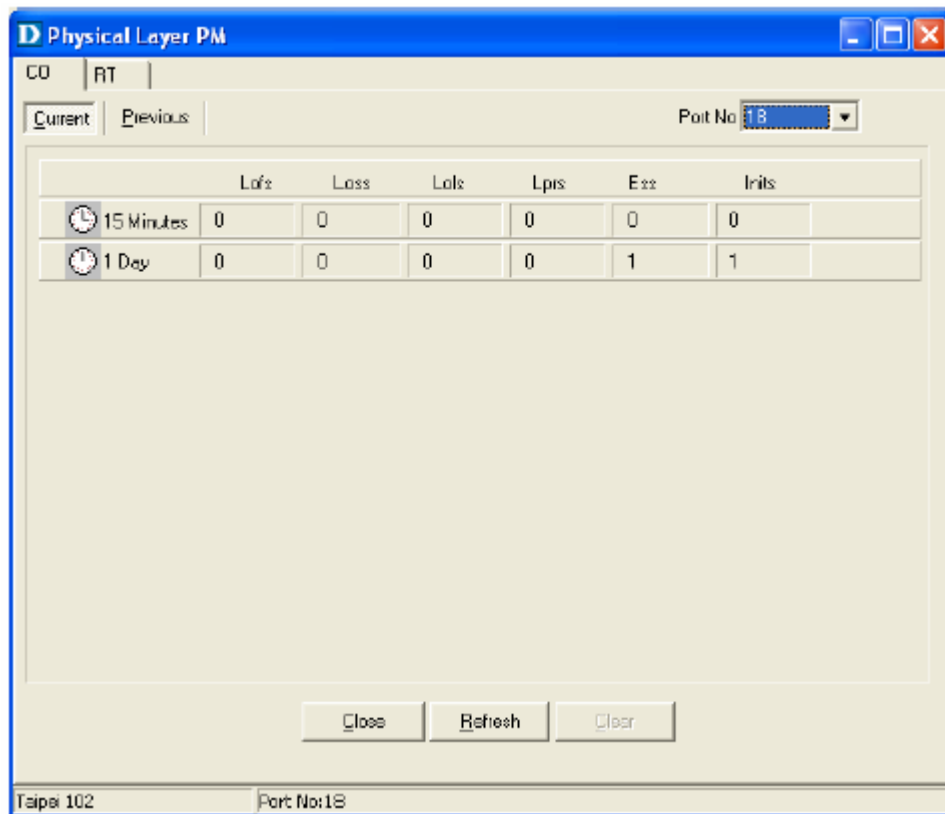 D Physical Layer PM
CO RT
Current Previous Port No 18
Lofs Loss Lols Lprs Ess Inits
15 Minutes 0 0 0 0 0 0
1 Day 0 0 0 0 1 1
Close Refresh Clear
Taipei 102 Port No:18